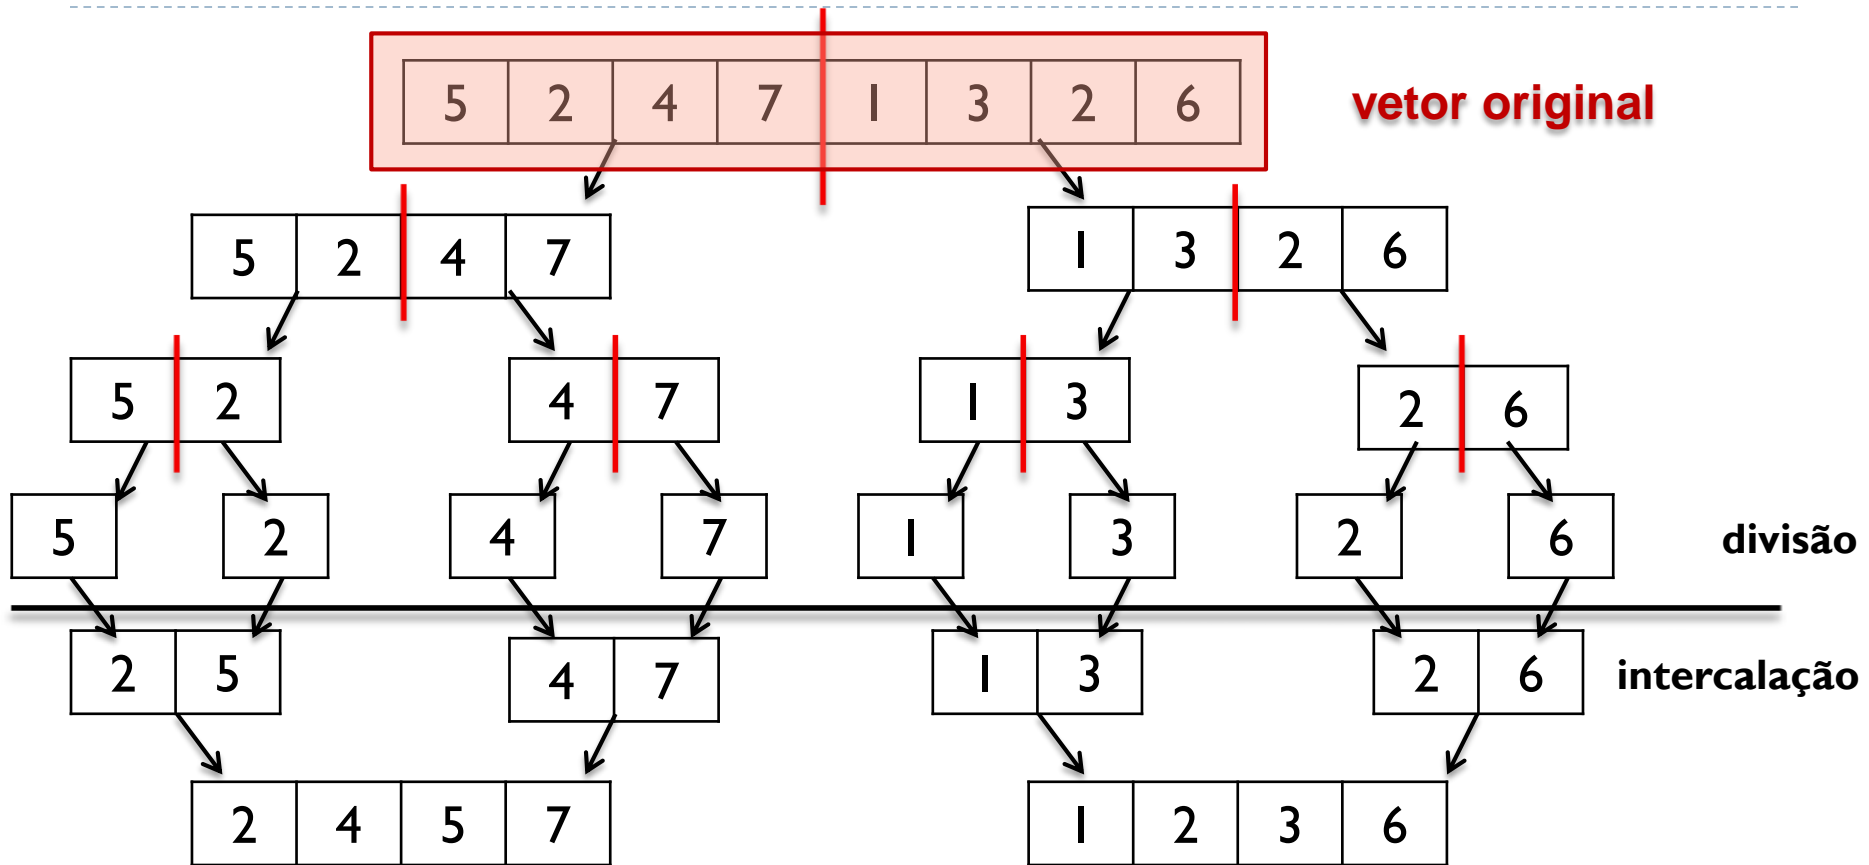 5 2 4 7 1 3 2 6 vetor original
5 2 4 7 1 3 2 6
5 2 4 7 1 3 2 6
5 2 4 7 1 3 2 6 divisão
2 5 4 7 1 3 2 6 intercalação
2 4 5 7 1 2 3 6